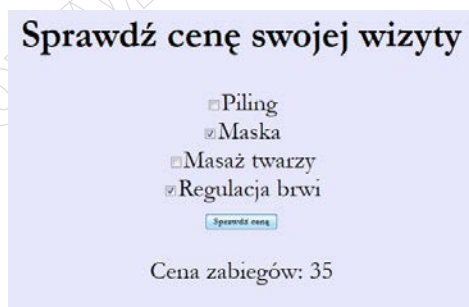 Sprawdź cenę swojej wizyty
Piling
Maska
Masaż twarzy
Regulacja brwi
Sprawdź cenę
Cena zabiegów: 35